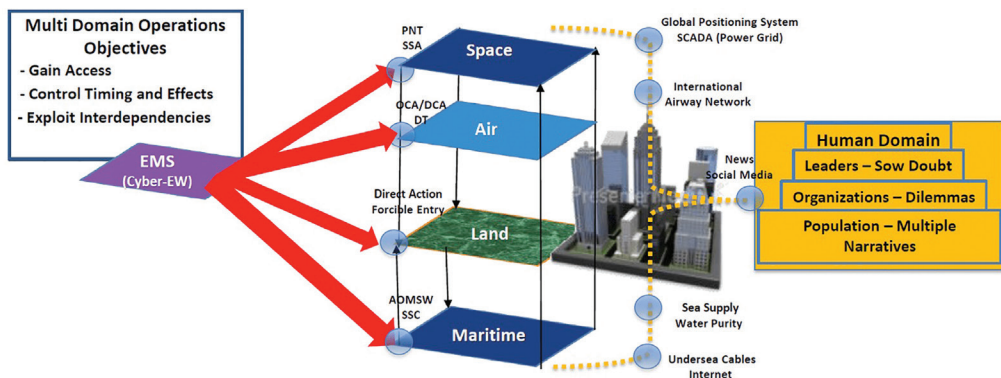 Multi Domain Operations
Objectives
- Gain Access
- Control Timing and Effects
- Exploit Interdependencies
EMS
(Cyber-EW)
PNT
SSA
Space
OCA/DCA
DT
Air
Direct Action
Forcible Entry
Land
AOMSW
SSC
Maritime
Global Positioning System
SCADA (Power Grid)
International
Airway Network
News
Social Media
Sea Supply
Water Purity
Undersea Cables
Internet
Human Domain
Leaders – Sow Doubt
Organizations – Dilemmas
Population – Multiple
Narratives